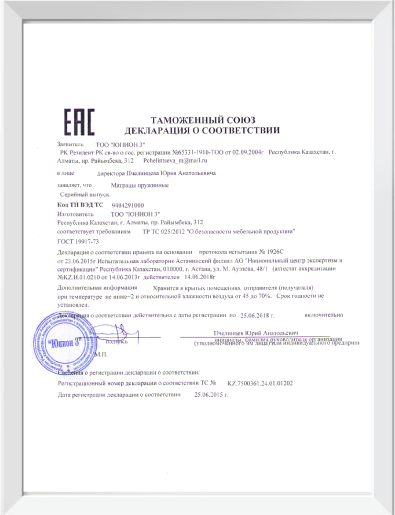 EAC
ТАМОЖЕННЫЙ СОЮЗ
ДЕКЛАРАЦИЯ О СООТВЕТСТВИИ
Заявитель ТОО "ЮНИОН 3"
РК Резидент РК св-во о гос. регистрации №65331-1910-ТОО от 02.09.2004г Республика Казахстан, г.
Алматы, пр. Райымбека, 312 Pchelintseva_m@mail.ru
в лице директора Пчелинцева Юрия Анатольевича
заявляет, что Матрацы пружинные
Серийный выпуск.
Код ТН ВЭД ТС 9404291000
Изготовитель ТОО "ЮНИОН 3"
Республика Казахстан, г. Алматы, пр. Райымбека, 312
соответствует требованиям ТР ТС 025/2012 "О безопасности мебельной продукции"
ГОСТ 19917-73
Декларация о соответствии принята на основании протокола испытания № 1926С
от 23.06.2015г Испытательная лаборатория Астанинский филиал АО "Национальный центр экспертизы и
сертификации" Республика Казахстан, 010000, г. Астана, ул. М. Ауэзова, 48/1 (аттестат аккредитации
№KZ.И.01.0210 от 14.06.2013г действителен 14.06.2018г
Дополнительная информация Хранится в крытых помещениях отправителя (получателя)
при температуре не ниже+2 и относительной влажности воздуха от 45 до 70%. Срок годности не
установлен.
Декларация о соответствии действительна с даты регистрации по 25.06.2018 г. включительно
Пчелинцев Юрий Анатольевич
подпись инициалы, фамилия руководителя организации
(уполномоченного им лица) или индивидуального предприни
"Юнион 3"
М.П.
Сведения о регистрации декларации о соответствии:
Регистрационный номер декларации о соответствии ТС № KZ.7500361.24.01.01202
Дата регистрации декларации о соответствии 25.06.2015 г.